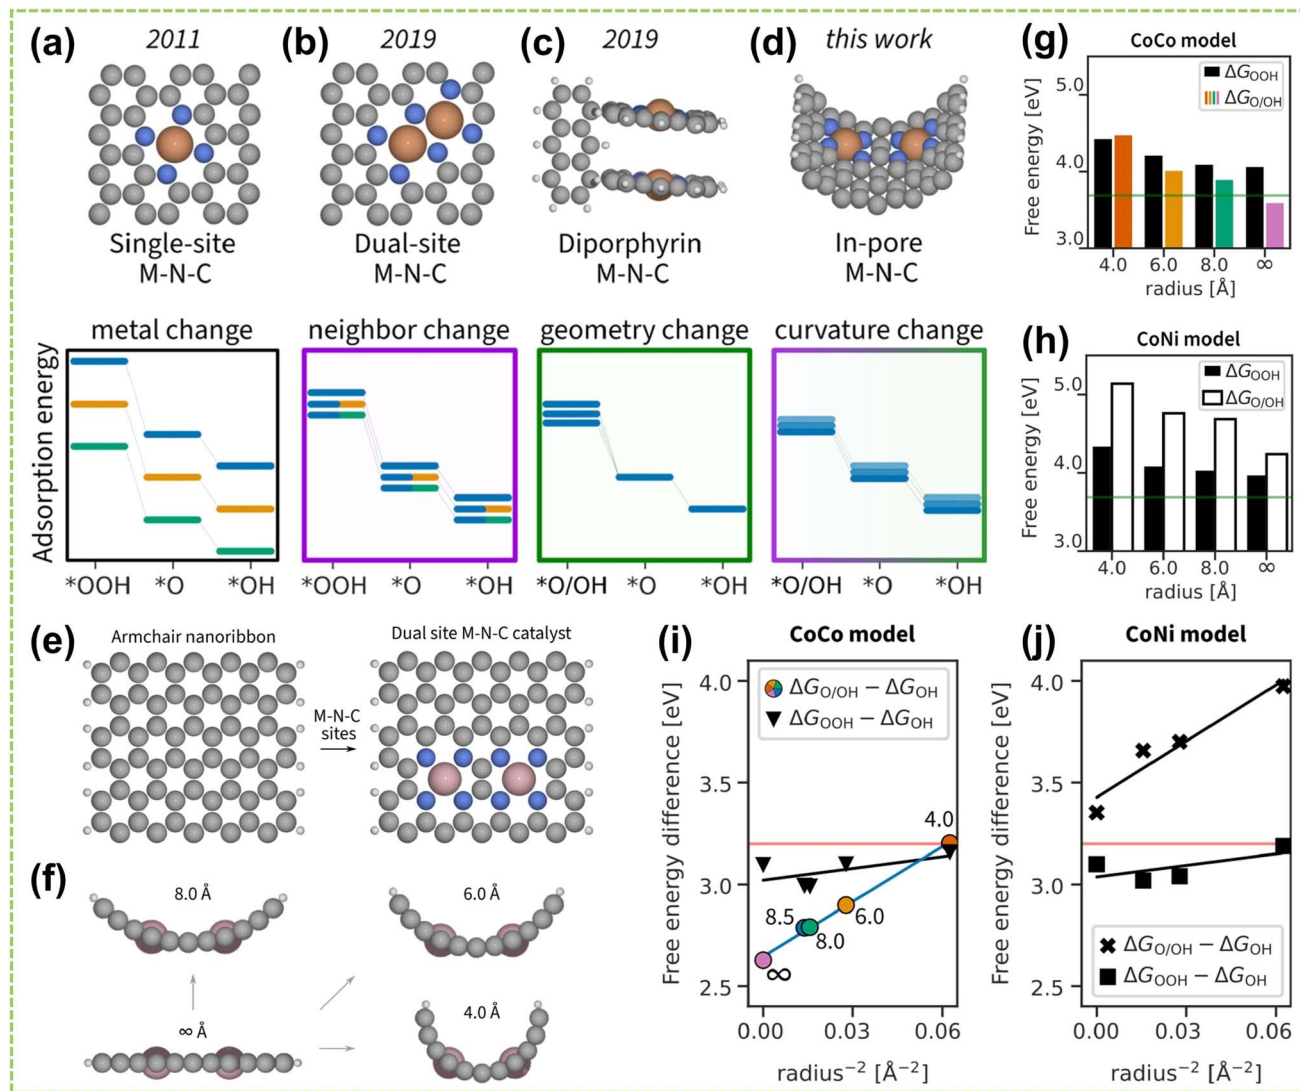 (a)
2011
Single-site
M-N-C
(b)
2019
Dual-site
M-N-C
(c)
2019
Diporphyrin
M-N-C
(d)
this work
In-pore
M-N-C
Adsorption energy
metal change
*OOH *O *OH
neighbor change
*OOH *O *OH
geometry change
*O/OH *O *OH
curvature change
*O/OH *O *OH
(e)
Armchair nanoribbon
M-N-C
sites
Dual site M-N-C catalyst
(f)
8.0 Å
6.0 Å
∞ Å
4.0 Å
(g)
CoCo model
ΔG_OOH
ΔG_O/OH
Free energy [eV]
5.0
4.0
3.0
4.0 6.0 8.0 ∞
radius [Å]
(h)
CoNi model
ΔG_OOH
ΔG_O/OH
Free energy [eV]
5.0
4.0
3.0
4.0 6.0 8.0 ∞
radius [Å]
(i)
CoCo model
ΔG_O/OH − ΔG_OH
ΔG_OOH − ΔG_OH
Free energy difference [eV]
4.0
3.5
3.0
2.5
4.0
8.5
6.0
8.0
∞
0.00 0.03 0.06
radius⁻² [Å⁻²]
(j)
CoNi model
Free energy difference [eV]
4.0
3.5
3.0
2.5
ΔG_O/OH − ΔG_OH
ΔG_OOH − ΔG_OH
0.00 0.03 0.06
radius⁻² [Å⁻²]